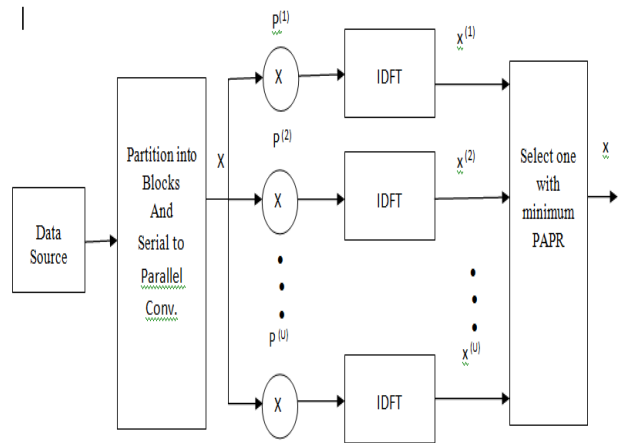 Data
Source
Partition into
Blocks
And
Serial to
Parallel
Conv.
X
p(1)
X
IDFT
x(1)
p(2)
X
IDFT
x(2)
p(U)
X
IDFT
x(U)
Select one
with
minimum
PAPR
x